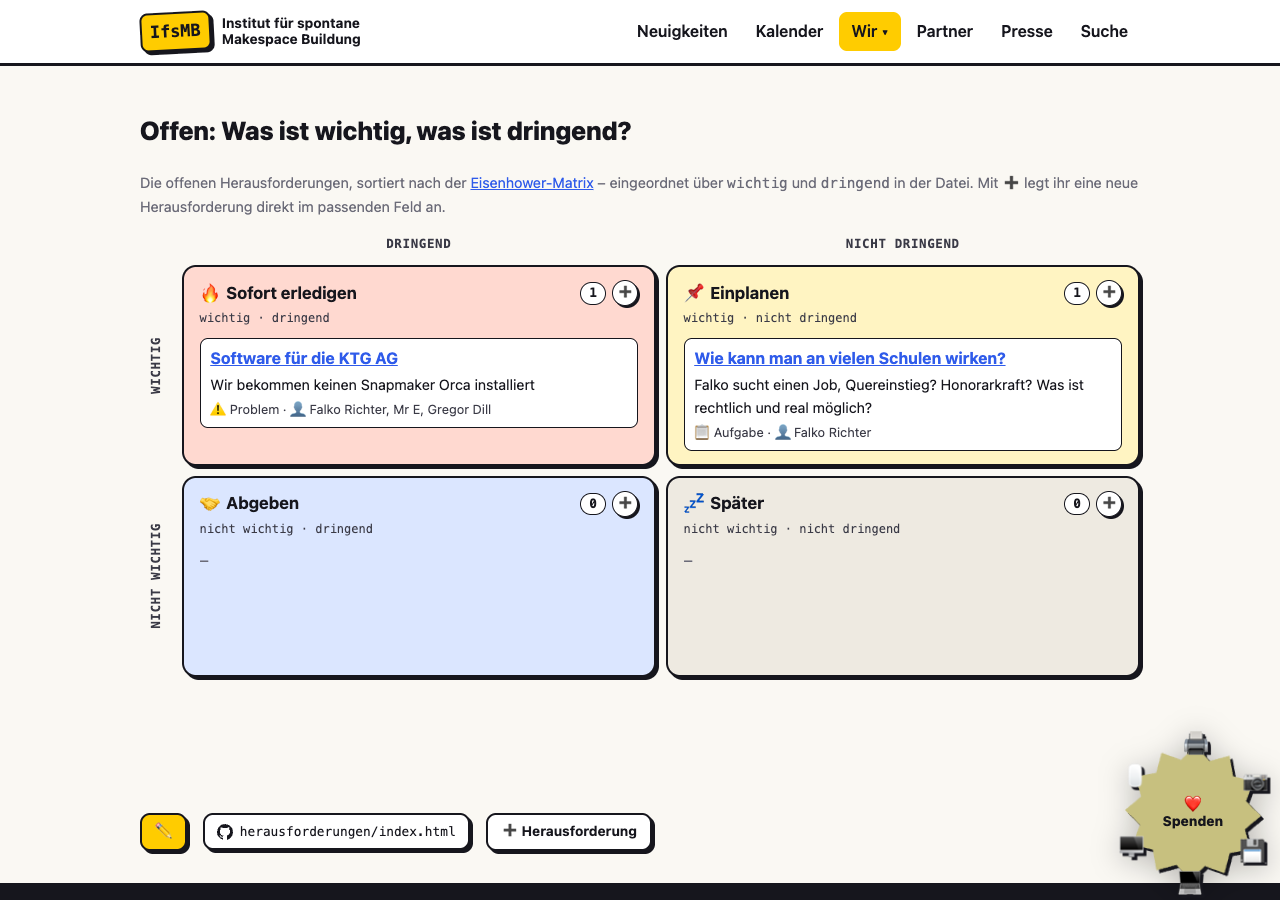 IfsMB
Institut für spontane
Makespace Buildung
Neuigkeiten
Kalender
Wir ▾
Partner
Presse
Suche
Offen: Was ist wichtig, was ist dringend?
Die offenen Herausforderungen, sortiert nach der Eisenhower-Matrix – eingeordnet über wichtig und dringend in der Datei. Mit ➕ legt ihr eine neue
Herausforderung direkt im passenden Feld an.
DRINGEND
NICHT DRINGEND
WICHTIG
🔥 Sofort erledigen
1 ➕
wichtig · dringend
Software für die KTG AG
Wir bekommen keinen Snapmaker Orca installiert
⚠️ Problem · 👤 Falko Richter, Mr E, Gregor Dill
📌 Einplanen
1 ➕
wichtig · nicht dringend
Wie kann man an vielen Schulen wirken?
Falko sucht einen Job, Quereinstieg? Honorarkraft? Was ist
rechtlich und real möglich?
📋 Aufgabe · 👤 Falko Richter
NICHT WICHTIG
🤝 Abgeben
0 ➕
nicht wichtig · dringend
–
💤 Später
0 ➕
nicht wichtig · nicht dringend
–
✏️
herausforderungen/index.html
➕ Herausforderung
❤️
Spenden